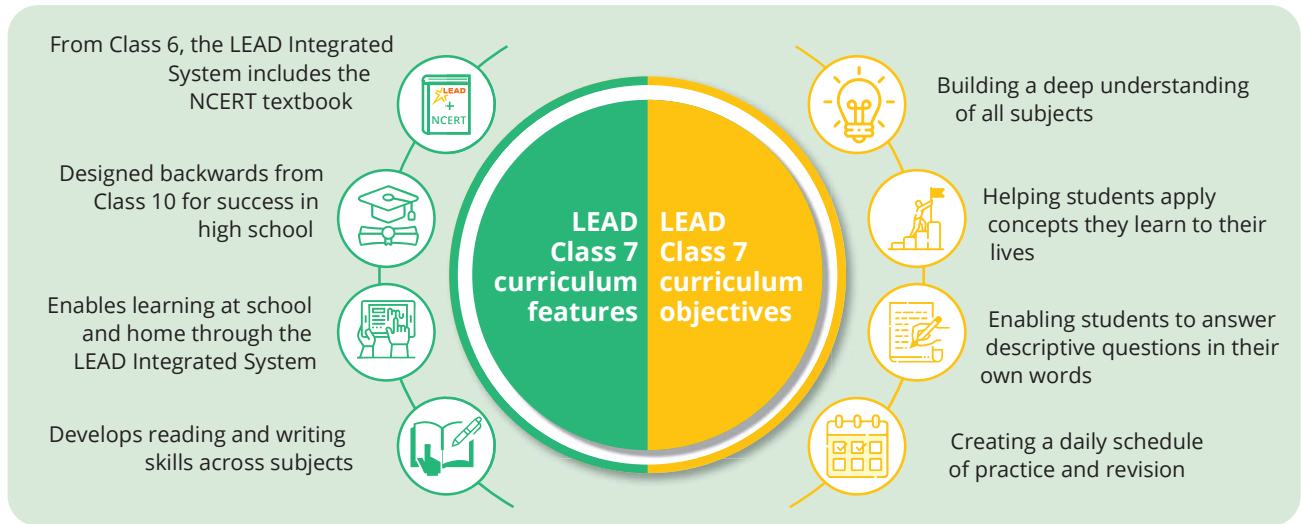 From Class 6, the LEAD Integrated
System includes the
NCERT textbook
LEAD
+
NCERT
Designed backwards from
Class 10 for success in
high school
Enables learning at school
and home through the
LEAD Integrated System
Develops reading and writing
skills across subjects
LEAD
Class 7
curriculum
features
LEAD
Class 7
curriculum
objectives
Building a deep understanding
of all subjects
Helping students apply
concepts they learn to their
lives
Enabling students to answer
descriptive questions in their
own words
Creating a daily schedule
of practice and revision